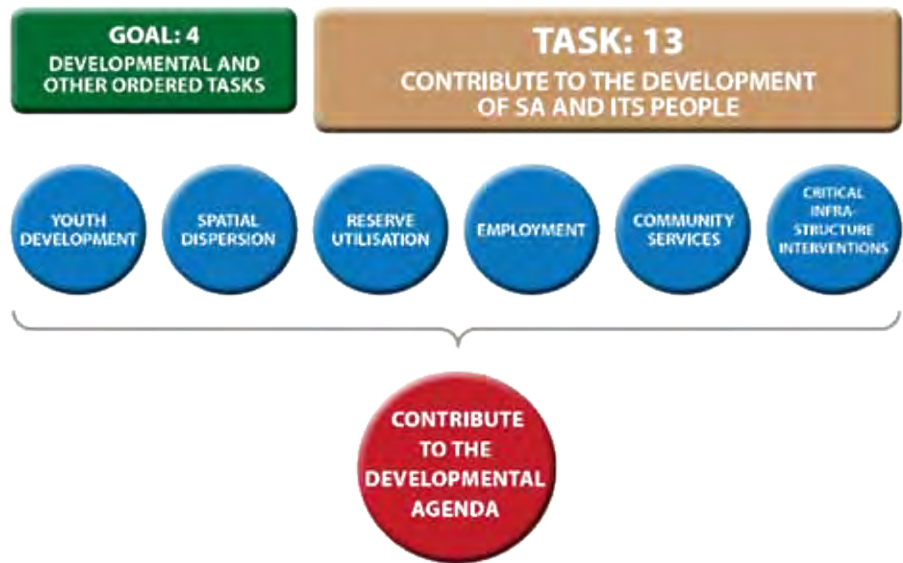 GOAL: 4
DEVELOPMENTAL AND
OTHER ORDERED TASKS
TASK: 13
CONTRIBUTE TO THE DEVELOPMENT
OF SA AND ITS PEOPLE
YOUTH
DEVELOPMENT
SPATIAL
DISPERSION
RESERVE
UTILISATION
EMPLOYMENT
COMMUNITY
SERVICES
CRITICAL
INFRA-
STRUCTURE
INTERVENTIONS
CONTRIBUTE
TO THE
DEVELOPMENTAL
AGENDA